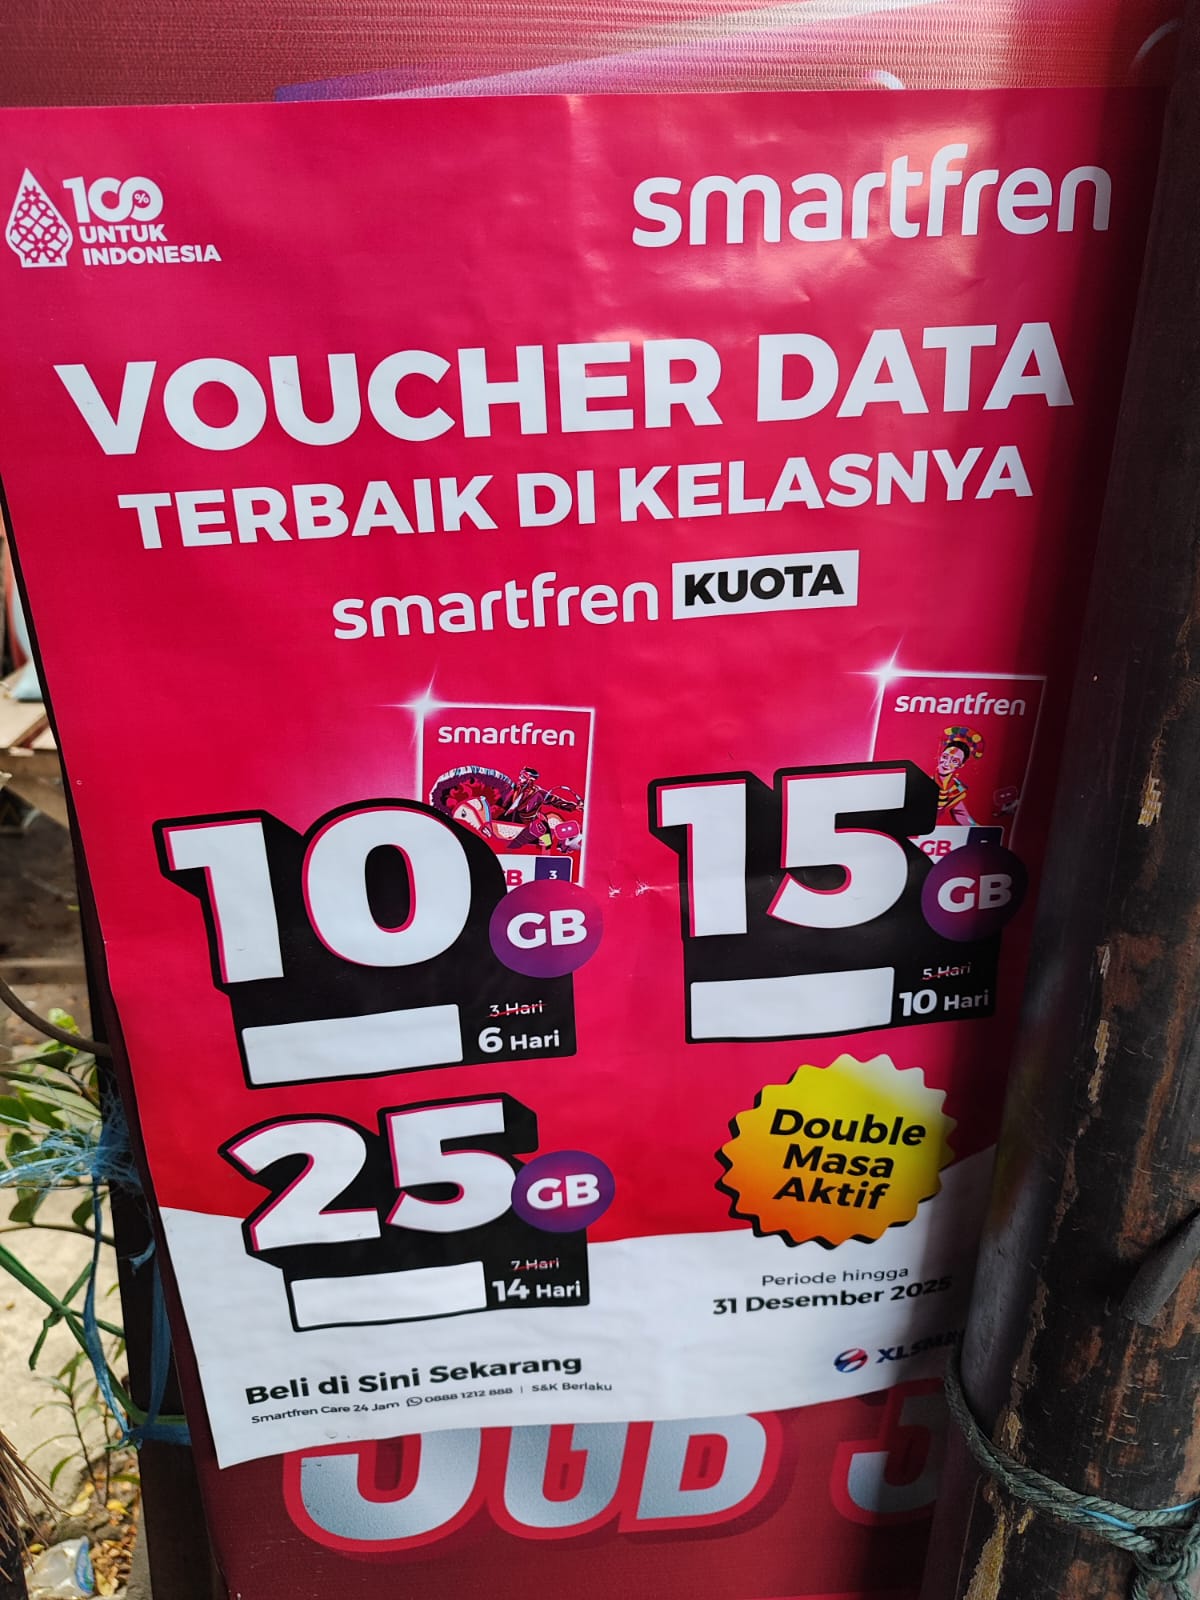 100%
UNTUK
INDONESIA
smartfren
VOUCHER DATA
TERBAIK DI KELASNYA
smartfren KUOTA
smartfren
10 GB
3 Hari
6 Hari
smartfren
15 GB
5 Hari
10 Hari
25 GB
7 Hari
14 Hari
Double
Masa
Aktif
Periode hingga
31 Desember 2025
Beli di Sini Sekarang
Smartfren Care 24 Jam 0888 1212 888 | S&K Berlaku